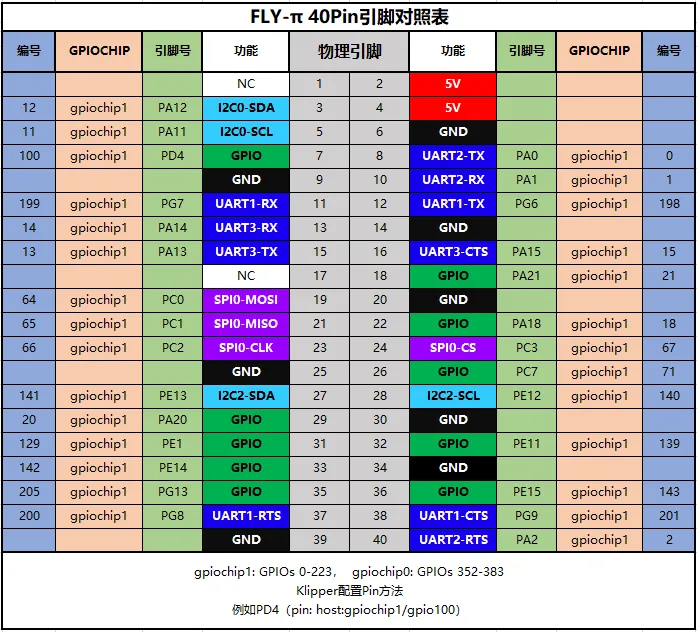 FLY-π 40Pin引脚对照表
编号 GPIOCHIP 引脚号 功能 物理引脚 功能 引脚号 GPIOCHIP 编号
NC 1 2 5V
12 gpiochip1 PA12 I2C0-SDA 3 4 5V
11 gpiochip1 PA11 I2C0-SCL 5 6 GND
100 gpiochip1 PD4 GPIO 7 8 UART2-TX PA0 gpiochip1 0
GND 9 10 UART2-RX PA1 gpiochip1 1
199 gpiochip1 PG7 UART1-RX 11 12 UART1-TX PG6 gpiochip1 198
14 gpiochip1 PA14 UART3-RX 13 14 GND
13 gpiochip1 PA13 UART3-TX 15 16 UART3-CTS PA15 gpiochip1 15
NC 17 18 GPIO PA21 gpiochip1 21
64 gpiochip1 PC0 SPI0-MOSI 19 20 GND
65 gpiochip1 PC1 SPI0-MISO 21 22 GPIO PA18 gpiochip1 18
66 gpiochip1 PC2 SPI0-CLK 23 24 SPI0-CS PC3 gpiochip1 67
GND 25 26 GPIO PC7 gpiochip1 71
141 gpiochip1 PE13 I2C2-SDA 27 28 I2C2-SCL PE12 gpiochip1 140
20 gpiochip1 PA20 GPIO 29 30 GND
129 gpiochip1 PE1 GPIO 31 32 GPIO PE11 gpiochip1 139
142 gpiochip1 PE14 GPIO 33 34 GND
205 gpiochip1 PG13 GPIO 35 36 GPIO PE15 gpiochip1 143
200 gpiochip1 PG8 UART1-RTS 37 38 UART1-CTS PG9 gpiochip1 201
GND 39 40 UART2-RTS PA2 gpiochip1 2
gpiochip1: GPIOs 0-223， gpiochip0: GPIOs 352-383
Klipper配置Pin方法
例如PD4（pin: host:gpiochip1/gpio100）